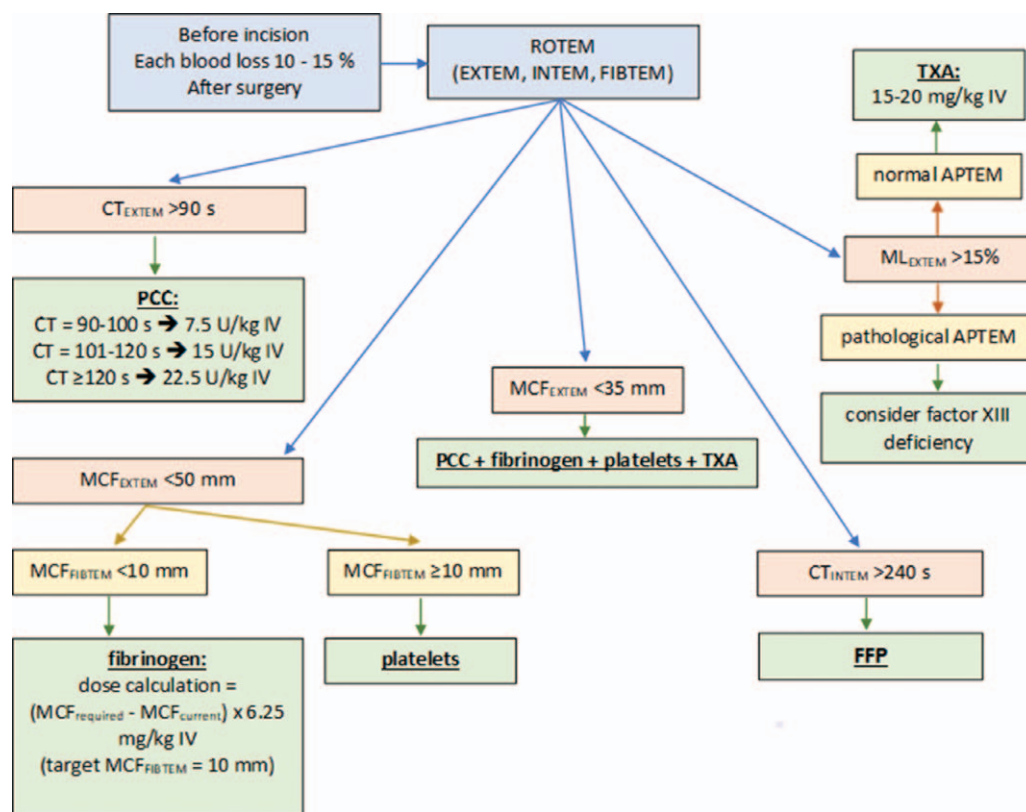 Before incision
Each blood loss 10 - 15 %
After surgery
ROTEM
(EXTEM, INTEM, FIBTEM)
TXA:
15-20 mg/kg IV
normal APTEM
CTEXTEM >90 s
MLEXTEM >15%
PCC:
CT = 90-100 s ➔ 7.5 U/kg IV
CT = 101-120 s ➔ 15 U/kg IV
CT ≥120 s ➔ 22.5 U/kg IV
pathological APTEM
MCFEXTEM <35 mm
consider factor XIII
deficiency
PCC + fibrinogen + platelets + TXA
MCFEXTEM <50 mm
MCFFIBTEM <10 mm
MCFFIBTEM ≥10 mm
CTINTEM >240 s
fibrinogen:
dose calculation =
(MCFrequired - MCFcurrent) x 6.25
mg/kg IV
(target MCFFIBTEM = 10 mm)
platelets
FFP